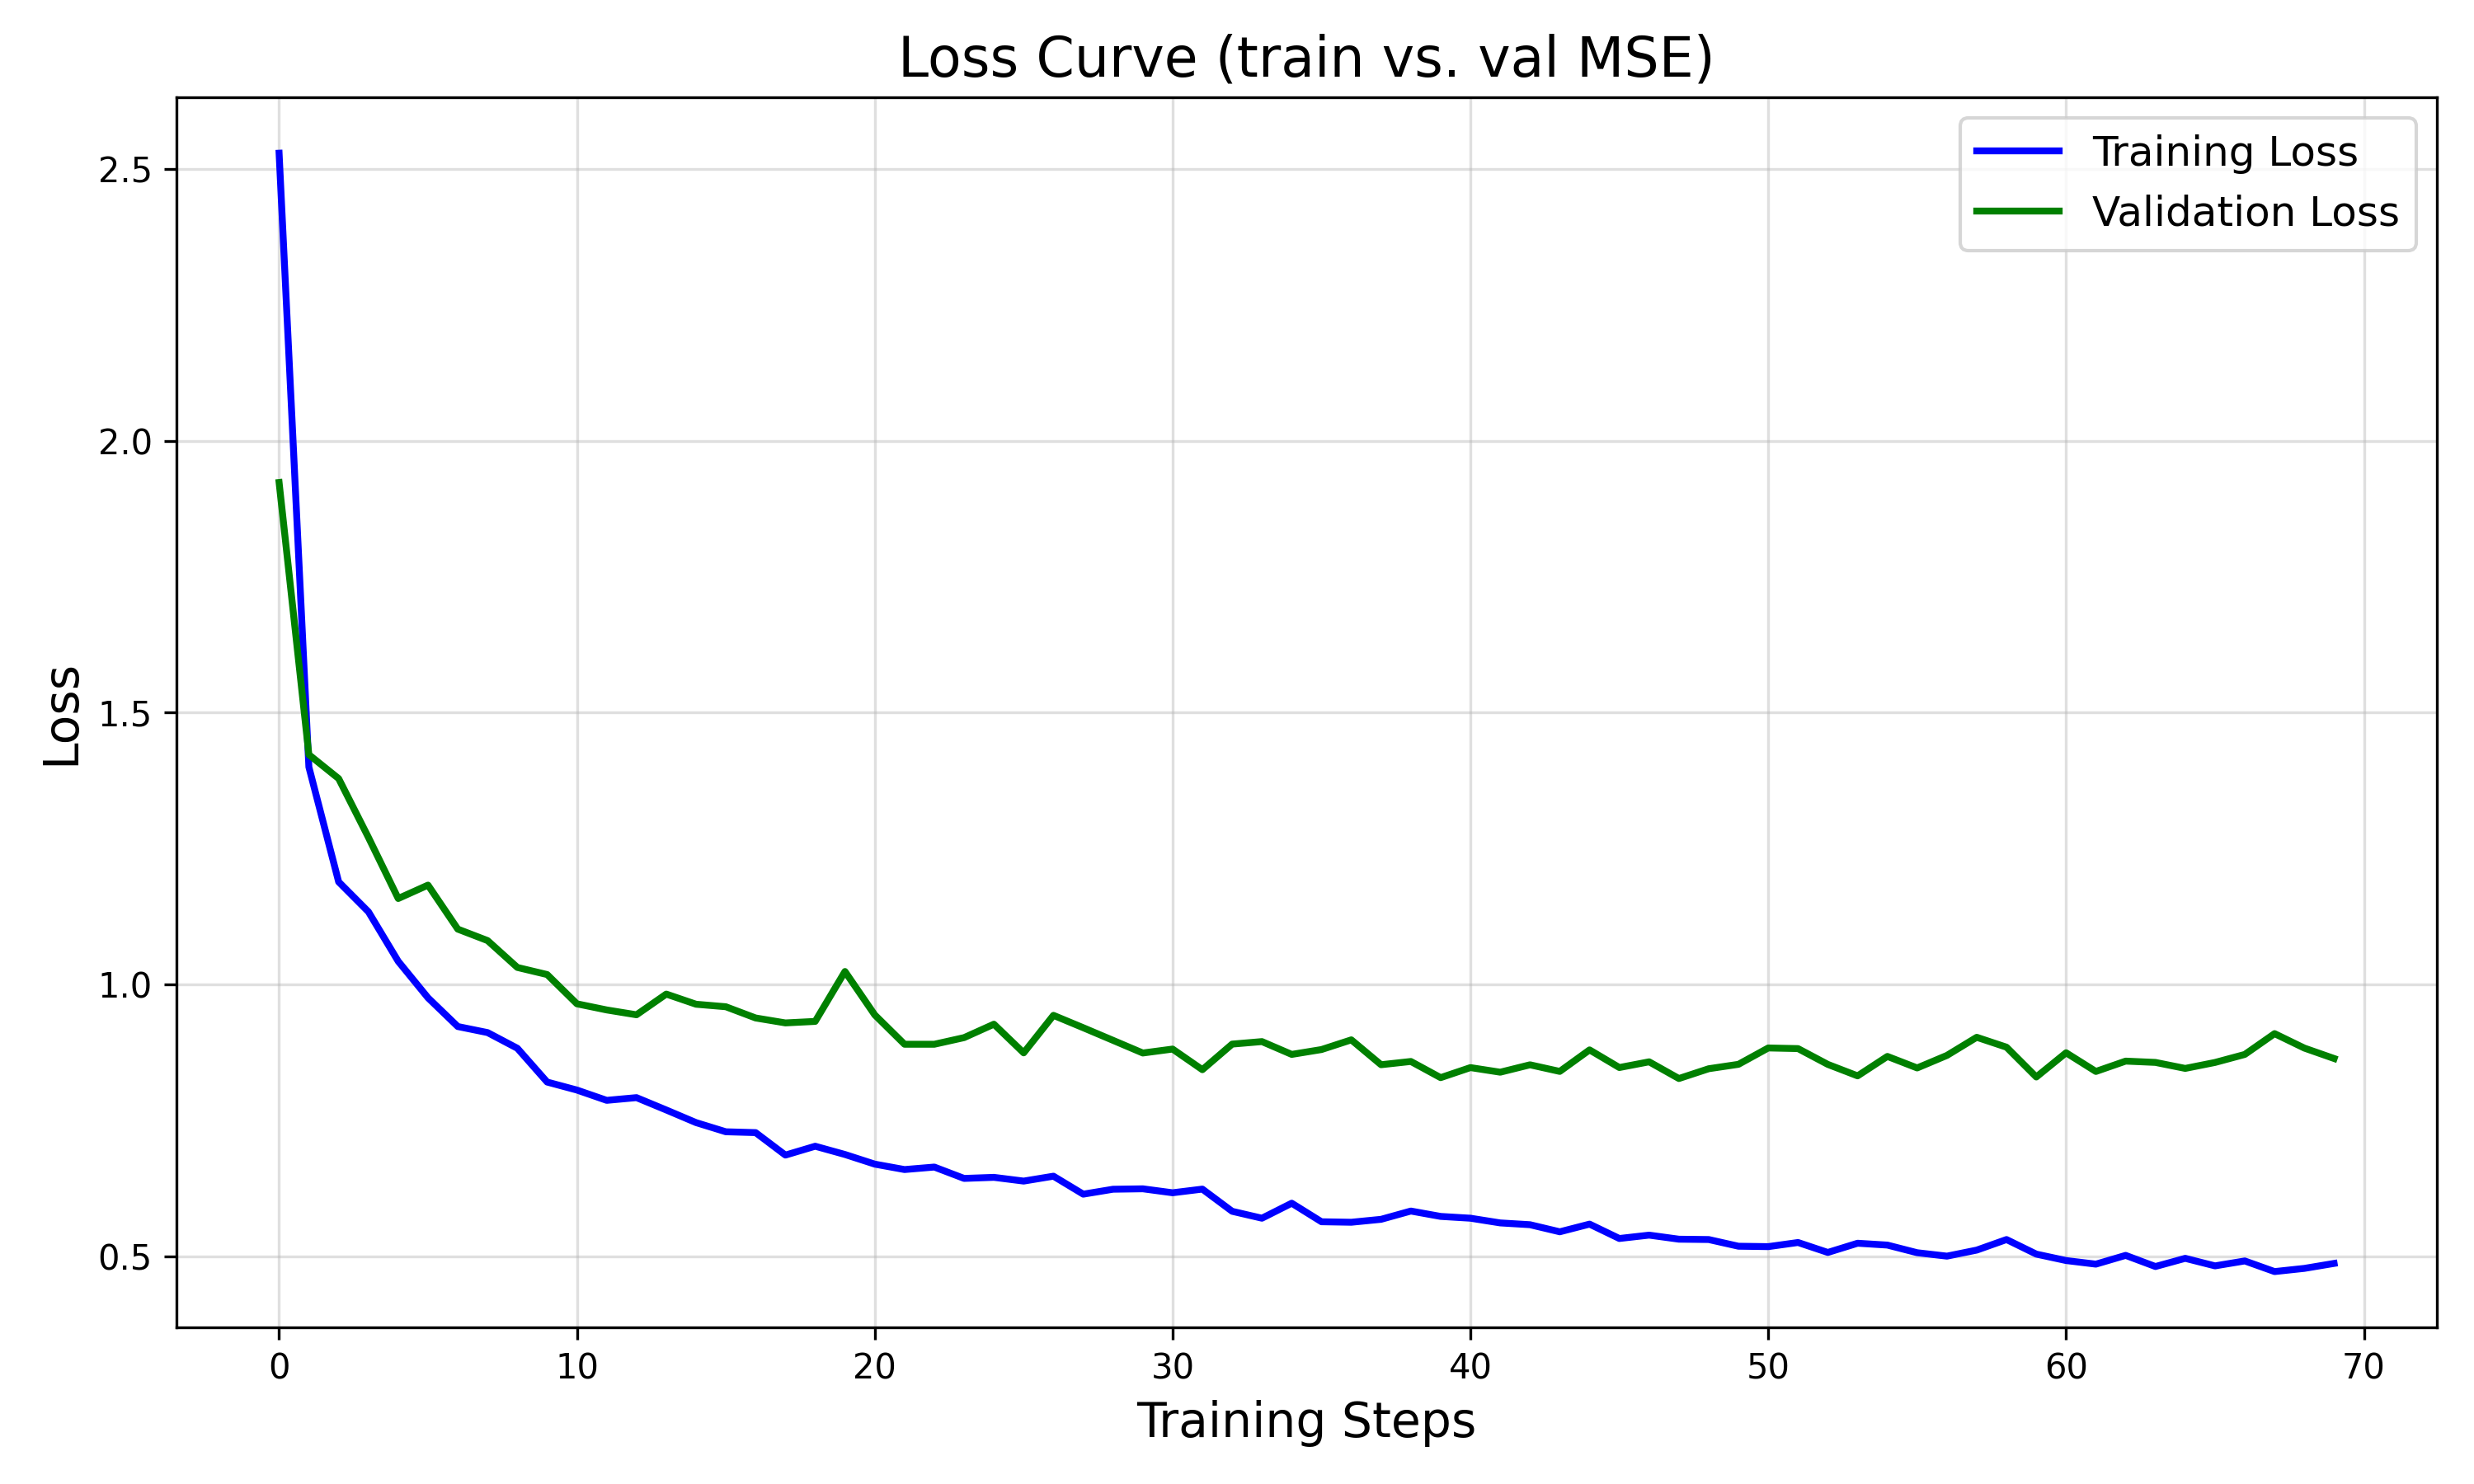 Loss Curve (train vs. val MSE)
Training Loss
Validation Loss
2.5
2.0
1.5
1.0
0.5
Loss
0 10 20 30 40 50 60 70
Training Steps